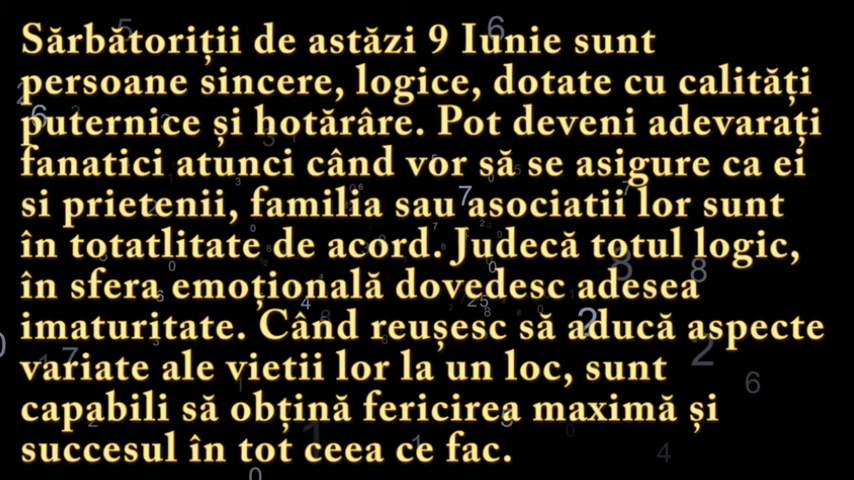 Sărbătoriții de astăzi 9 Iunie sunt
persoane sincere, logice, dotate cu calități
puternice și hotărâre. Pot deveni adevarați
fanatici atunci când vor să se asigure ca ei
si prietenii, familia sau asociatii lor sunt
în totatlitate de acord. Judecă totul logic,
în sfera emoțională dovedesc adesea
imaturitate. Când reușesc să aducă aspecte
variate ale vietii lor la un loc, sunt
capabili să obțină fericirea maximă și
succesul în tot ceea ce fac.